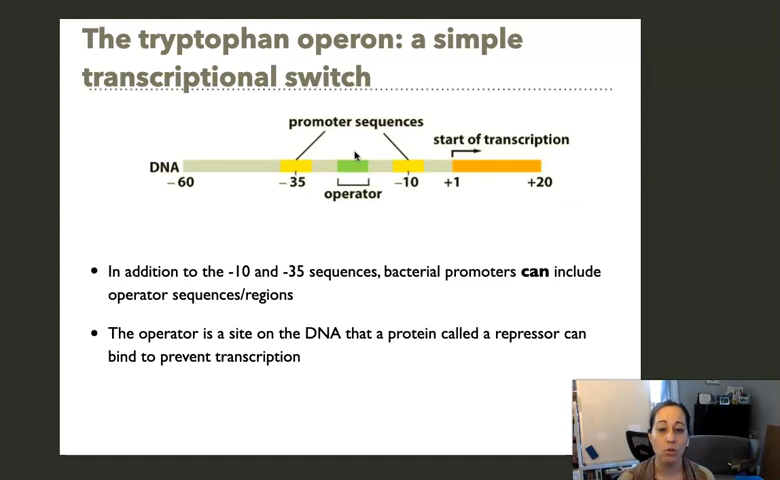 The tryptophan operon: a simple
transcriptional switch
promoter sequences
start of transcription
DNA
−60
−35
−10
+1
+20
operator
• In addition to the -10 and -35 sequences, bacterial promoters can include
operator sequences/regions
• The operator is a site on the DNA that a protein called a repressor can
bind to prevent transcription